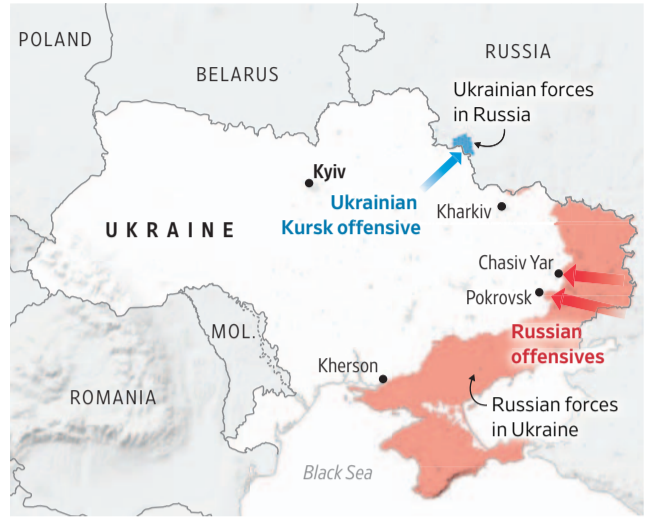 POLAND
BELARUS
RUSSIA
Ukrainian forces
in Russia
Kyiv
Ukrainian
Kursk offensive
Kharkiv
UKRAINE
Chasiv Yar
Pokrovsk
Russian
offensives
MOL.
Kherson
ROMANIA
Russian forces
in Ukraine
Black Sea